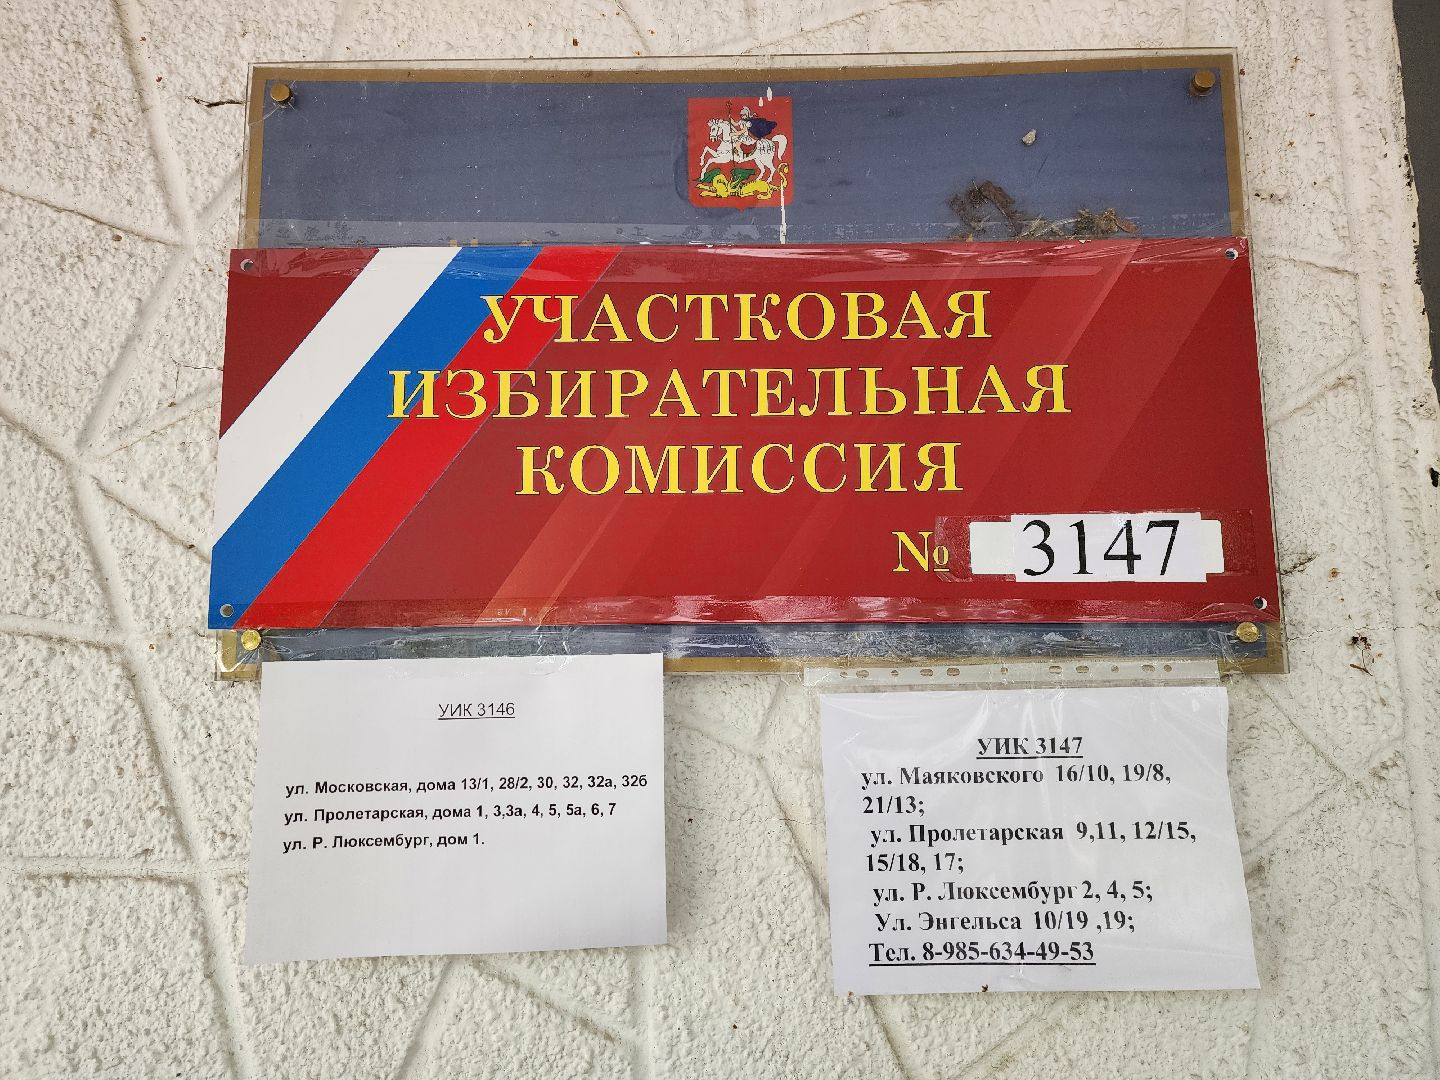 УЧАСТКОВАЯ
ИЗБИРАТЕЛЬНАЯ
КОМИССИЯ
№ 3147
УИК 3146
ул. Московская, дома 13/1, 28/2, 30, 32, 32а, 32б
ул. Пролетарская, дома 1, 3,3а, 4, 5, 5а, 6, 7
ул. Р. Люксембург, дом 1.
УИК 3147
ул. Маяковского 16/10, 19/8,
21/13;
ул. Пролетарская 9,11, 12/15,
15/18, 17;
ул. Р. Люксембург 2, 4, 5;
Ул. Энгельса 10/19 ,19;
Тел. 8-985-634-49-53